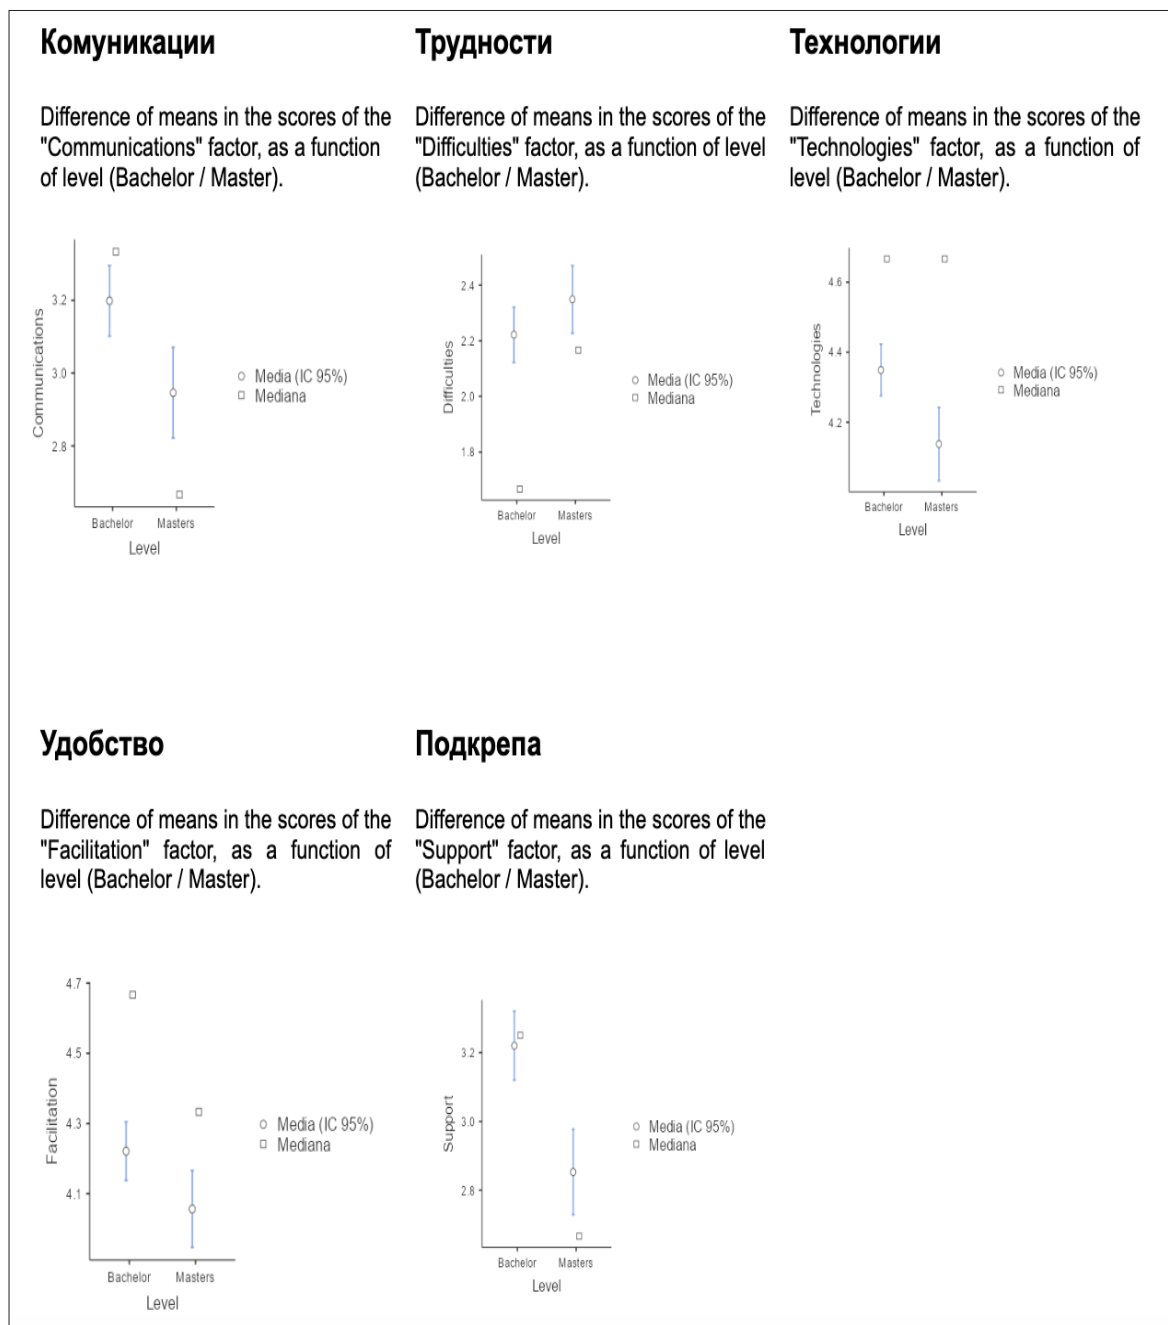 Комуникации
Difference of means in the scores of the
"Communications" factor, as a function
of level (Bachelor / Master).
3.2
3.0
2.8
Communications
Bachelor
Masters
Level
Media (IC 95%)
Mediana
Трудности
Difference of means in the scores of the
"Difficulties" factor, as a function of level
(Bachelor / Master).
2.4
2.2
2.0
1.8
Difficulties
Bachelor
Masters
Level
Media (IC 95%)
Mediana
Технологии
Difference of means in the scores of the
"Technologies" factor, as a function of
level (Bachelor / Master).
4.6
4.4
4.2
Technologies
Bachelor
Masters
Level
Media (IC 95%)
Mediana
Удобство
Difference of means in the scores of the
"Facilitation" factor, as a function of
level (Bachelor / Master).
4.7
4.5
4.3
4.1
Facilitation
Bachelor
Masters
Level
Media (IC 95%)
Mediana
Подкрепа
Difference of means in the scores of the
"Support" factor, as a function of level
(Bachelor / Master).
3.2
3.0
2.8
Support
Bachelor
Masters
Level
Media (IC 95%)
Mediana